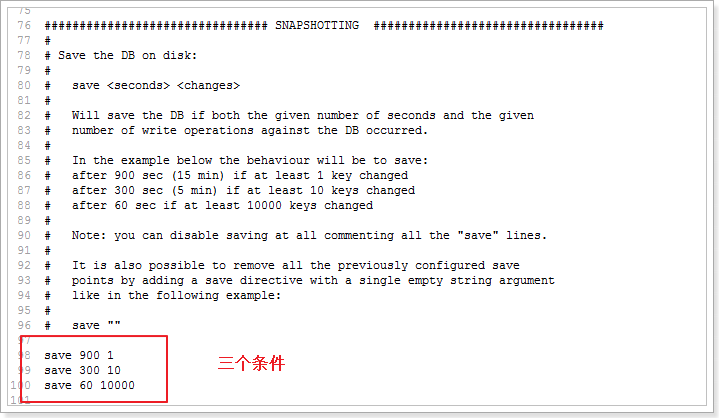 75
76 ################################ SNAPSHOTTING  #################################
77 #
78 # Save the DB on disk:
79 #
80 #   save <seconds> <changes>
81 #
82 #   Will save the DB if both the given number of seconds and the given
83 #   number of write operations against the DB occurred.
84 #
85 #   In the example below the behaviour will be to save:
86 #   after 900 sec (15 min) if at least 1 key changed
87 #   after 300 sec (5 min) if at least 10 keys changed
88 #   after 60 sec if at least 10000 keys changed
89 #
90 #   Note: you can disable saving at all commenting all the "save" lines.
91 #
92 #   It is also possible to remove all the previously configured save
93 #   points by adding a save directive with a single empty string argument
94 #   like in the following example:
95 #
96 #   save ""
97
98 save 900 1
99 save 300 10
三个条件
100 save 60 10000
101